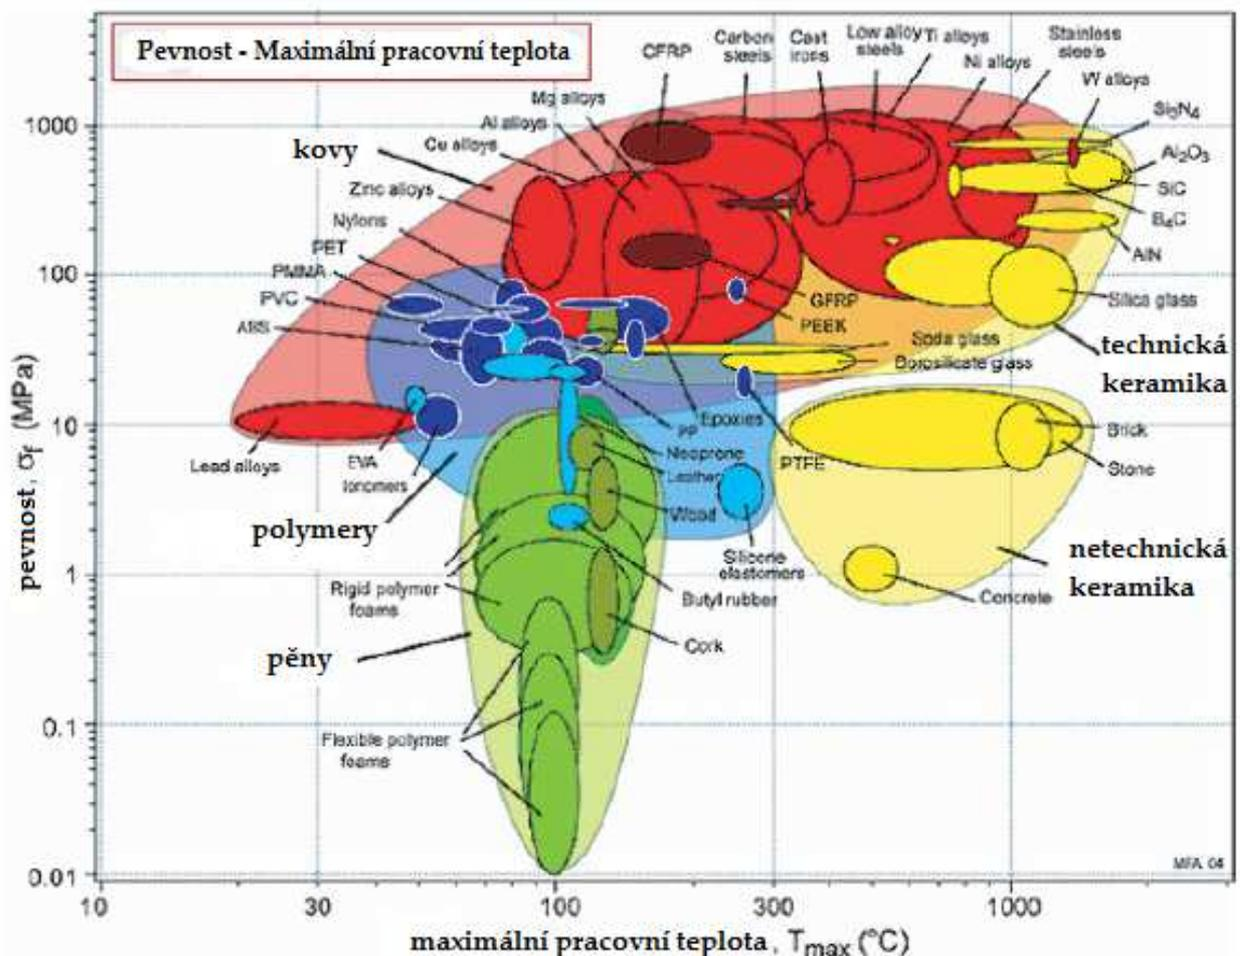 Pevnost - Maximální pracovní teplota
CFRP
Carbon
steels
Cast
irons
Low alloy
steels
Ti alloys
Stainless
steels
Ni alloys
W alloys
Mg alloys
Al alloys
Cu alloys
kovy
Zinc alloys
Nylons
PET
PMMA
PVC
ABS
Si3N4
Al2O3
SiC
B4C
AlN
GFRP
PEEK
Silica glass
Soda glass
Borosilicate glass
technická
keramika
Lead alloys
EVA
Ionomers
polymery
Epoxies
PP
Neoprene
Leather
PTFE
Wood
Brick
Stone
Silicone
elastomers
netechnická
keramika
Rigid polymer
foams
Butyl rubber
Concrete
pěny
Cork
Flexible polymer
foams
MFA, 04
1000
100
10
1
0.1
0.01
pevnost , σf (MPa)
10
30
100
300
1000
maximální pracovní teplota , Tmax (°C)